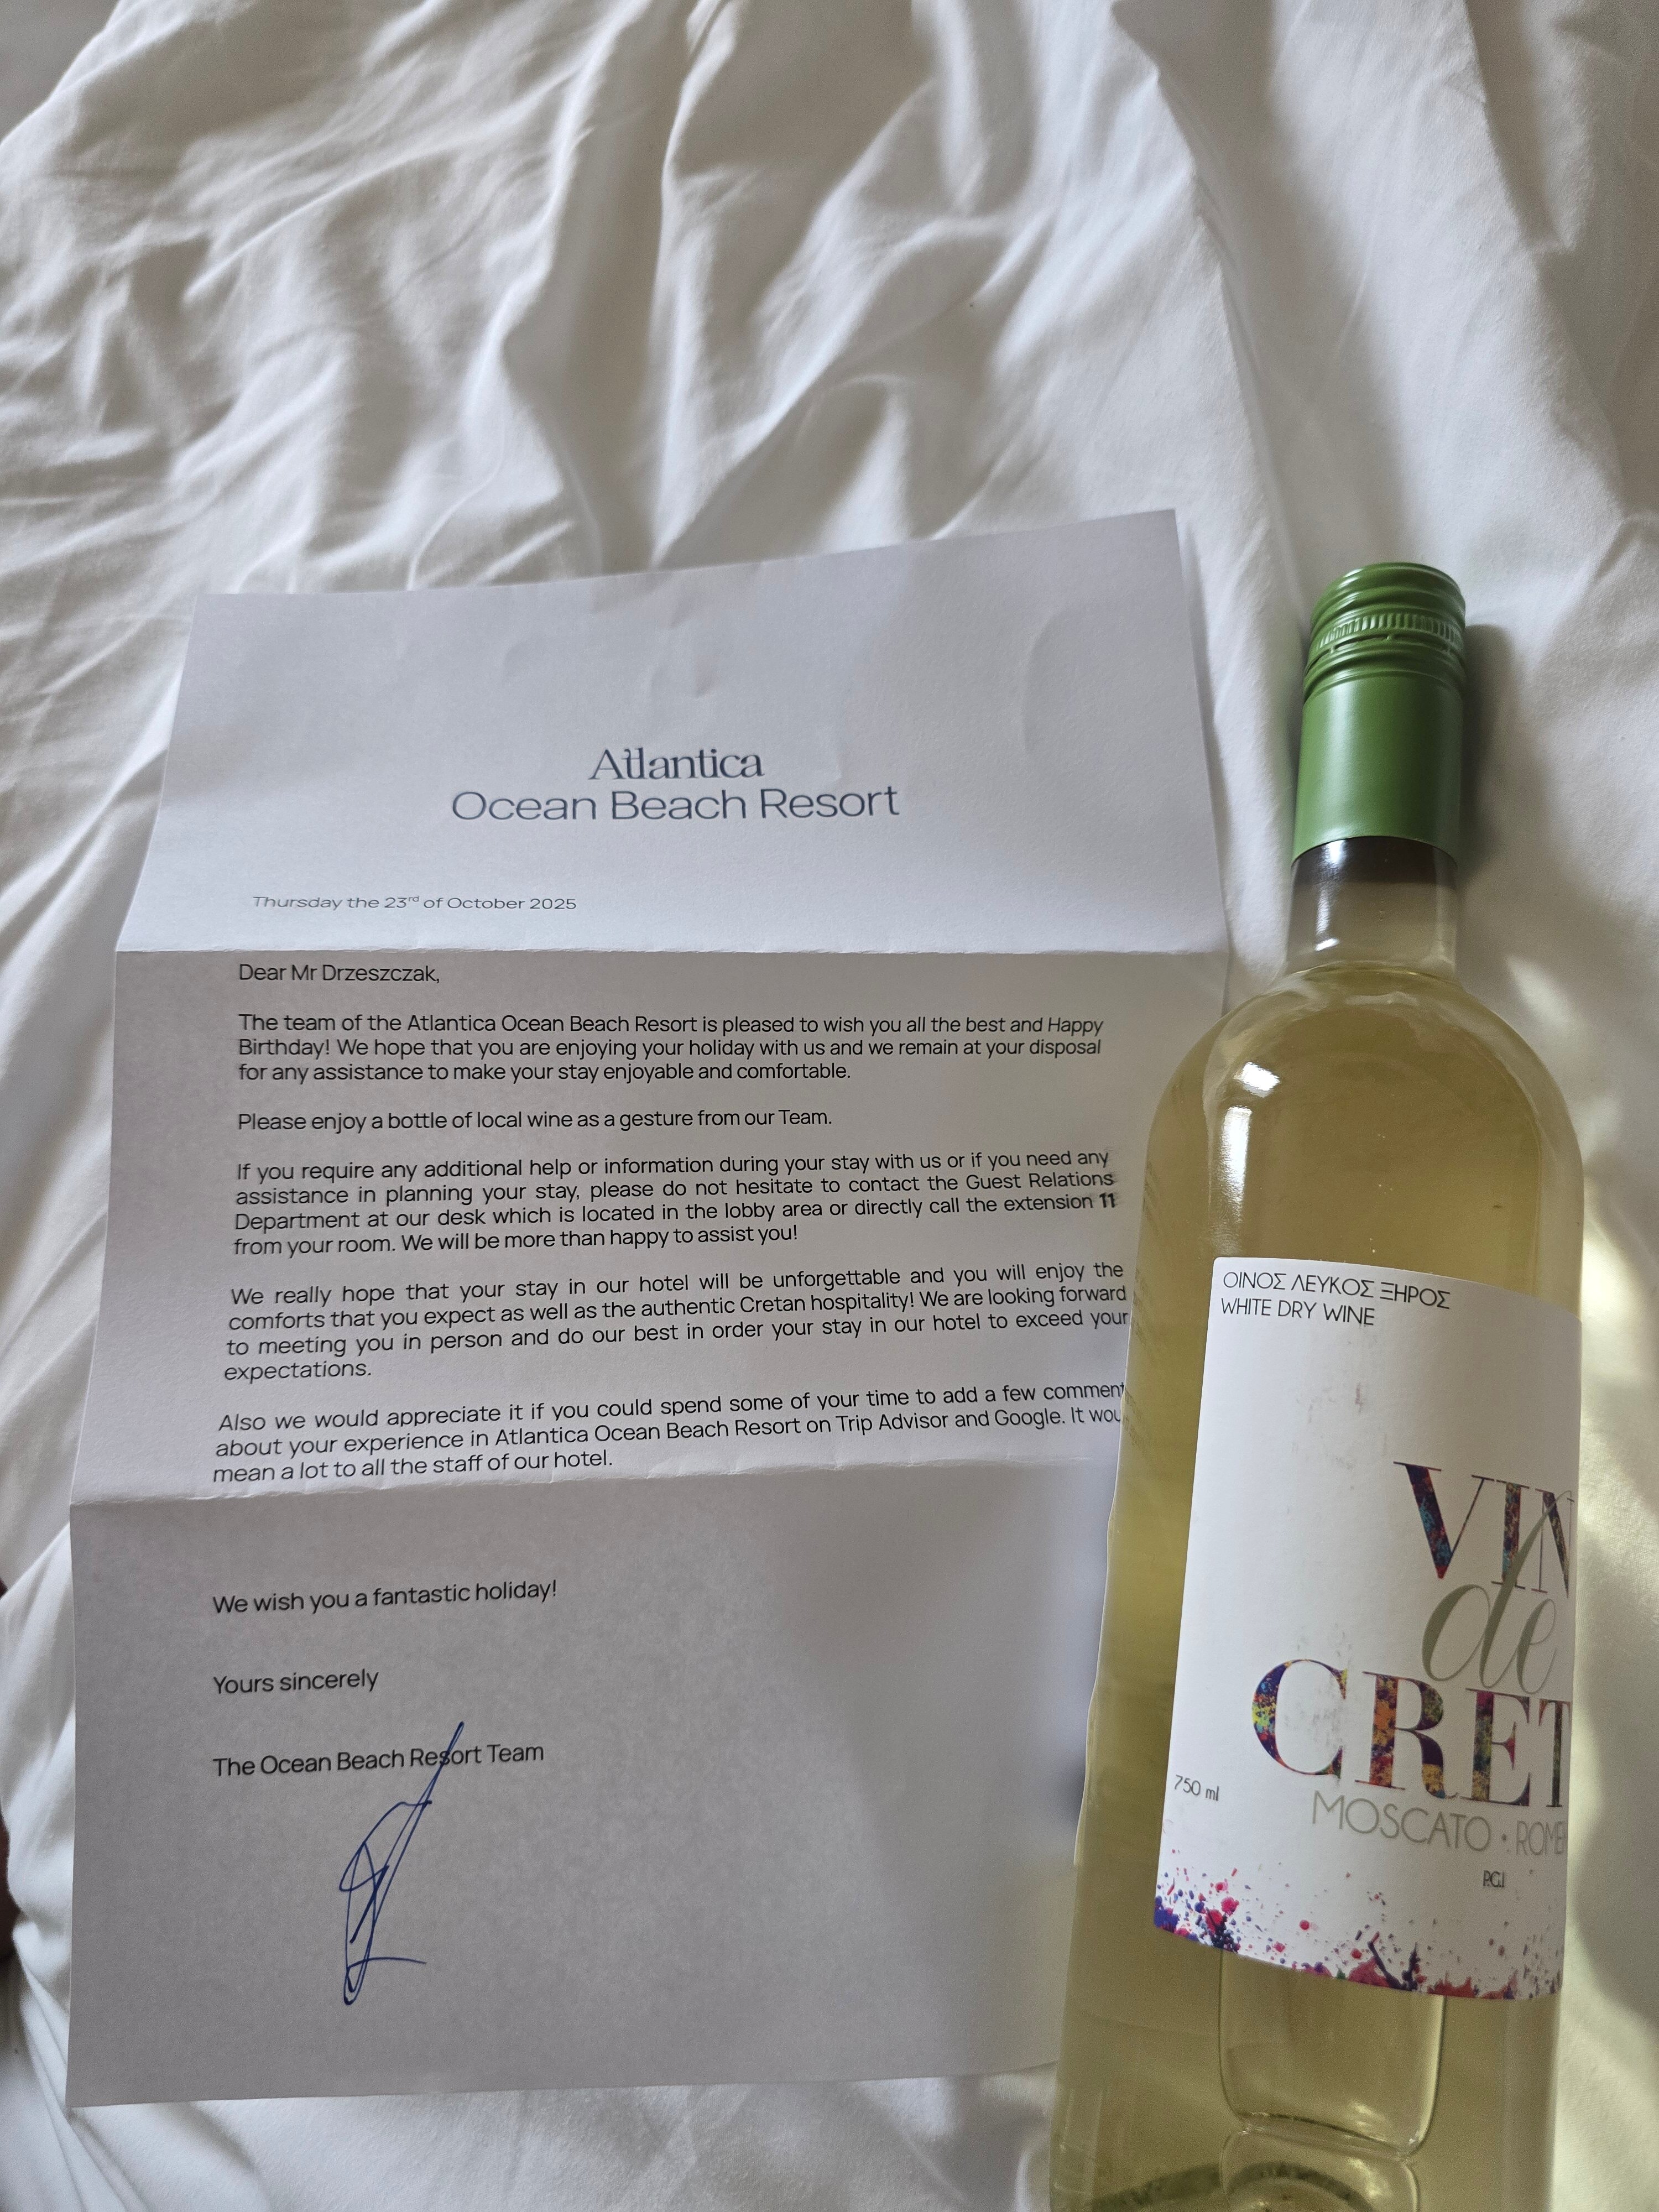 Atlantica
Ocean Beach Resort
Thursday the 23rd of October 2025
Dear Mr Drzeszczak,
The team of the Atlantica Ocean Beach Resort is pleased to wish you all the best and Happy
Birthday! We hope that you are enjoying your holiday with us and we remain at your disposal
for any assistance to make your stay enjoyable and comfortable.
Please enjoy a bottle of local wine as a gesture from our Team.
If you require any additional help or information during your stay with us or if you need any
assistance in planning your stay, please do not hesitate to contact the Guest Relations
Department at our desk which is located in the lobby area or directly call the extension 11
from your room. We will be more than happy to assist you!
We really hope that your stay in our hotel will be unforgettable and you will enjoy the
comforts that you expect as well as the authentic Cretan hospitality! We are looking forward
to meeting you in person and do our best in order your stay in our hotel to exceed your
expectations.
Also we would appreciate it if you could spend some of your time to add a few comment
about your experience in Atlantica Ocean Beach Resort on Trip Advisor and Google. It wou
mean a lot to all the staff of our hotel.
We wish you a fantastic holiday!
Yours sincerely
The Ocean Beach Resort Team
ΟΙΝΟΣ ΛΕΥΚΟΣ ΞΗΡΟΣ
WHITE DRY WINE
VIN
de
CRET
750 ml
MOSCATO • ROMEI
P.G.I